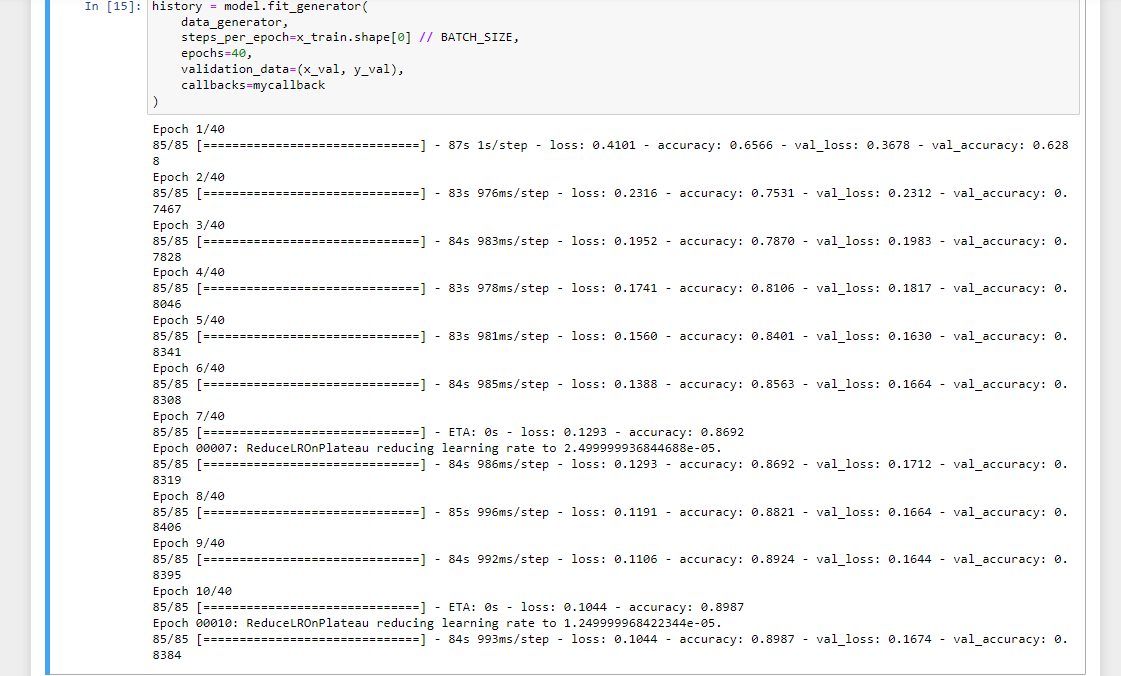 In [15]: history = model.fit_generator(
data_generator,
steps_per_epoch=x_train.shape[0] // BATCH_SIZE,
epochs=40,
validation_data=(x_val, y_val),
callbacks=mycallback
)
Epoch 1/40
85/85 [==============================] - 87s 1s/step - loss: 0.4101 - accuracy: 0.6566 - val_loss: 0.3678 - val_accuracy: 0.628
8
Epoch 2/40
85/85 [==============================] - 83s 976ms/step - loss: 0.2316 - accuracy: 0.7531 - val_loss: 0.2312 - val_accuracy: 0.
7467
Epoch 3/40
85/85 [==============================] - 84s 983ms/step - loss: 0.1952 - accuracy: 0.7870 - val_loss: 0.1983 - val_accuracy: 0.
7828
Epoch 4/40
85/85 [==============================] - 83s 978ms/step - loss: 0.1741 - accuracy: 0.8106 - val_loss: 0.1817 - val_accuracy: 0.
8046
Epoch 5/40
85/85 [==============================] - 83s 981ms/step - loss: 0.1560 - accuracy: 0.8401 - val_loss: 0.1630 - val_accuracy: 0.
8341
Epoch 6/40
85/85 [==============================] - 84s 985ms/step - loss: 0.1388 - accuracy: 0.8563 - val_loss: 0.1664 - val_accuracy: 0.
8308
Epoch 7/40
85/85 [==============================] - ETA: 0s - loss: 0.1293 - accuracy: 0.8692
Epoch 00007: ReduceLROnPlateau reducing learning rate to 2.499999936844688e-05.
85/85 [==============================] - 84s 986ms/step - loss: 0.1293 - accuracy: 0.8692 - val_loss: 0.1712 - val_accuracy: 0.
8319
Epoch 8/40
85/85 [==============================] - 85s 996ms/step - loss: 0.1191 - accuracy: 0.8821 - val_loss: 0.1664 - val_accuracy: 0.
8406
Epoch 9/40
85/85 [==============================] - 84s 992ms/step - loss: 0.1106 - accuracy: 0.8924 - val_loss: 0.1644 - val_accuracy: 0.
8395
Epoch 10/40
85/85 [==============================] - ETA: 0s - loss: 0.1044 - accuracy: 0.8987
Epoch 00010: ReduceLROnPlateau reducing learning rate to 1.249999968422344e-05.
85/85 [==============================] - 84s 993ms/step - loss: 0.1044 - accuracy: 0.8987 - val_loss: 0.1674 - val_accuracy: 0.
8384